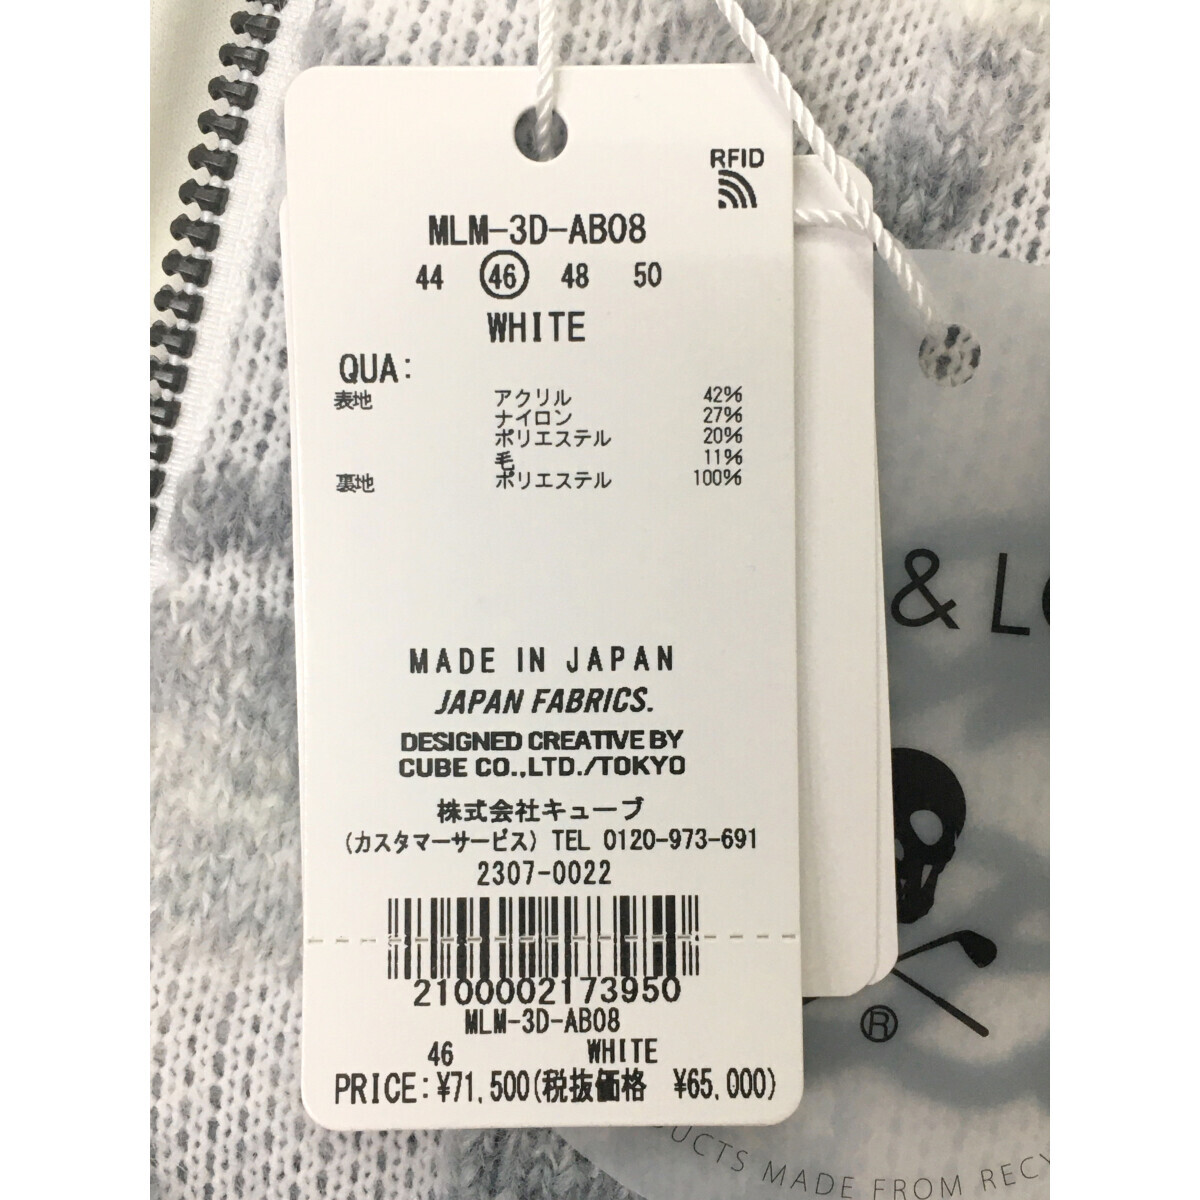 RFID
MLM-3D-AB08
44 46 48 50
WHITE
QUA:
表地 アクリル 42%
ナイロン 27%
ポリエステル 20%
毛 11%
裏地 ポリエステル 100%
MADE IN JAPAN
JAPAN FABRICS.
DESIGNED CREATIVE BY
CUBE CO.,LTD./TOKYO
株式会社キューブ
(カスタマーサービス) TEL 0120-973-691
2307-0022
2100002173950
MLM-3D-AB08
46 WHITE
PRICE:¥71,500(税抜価格 ¥65,000)
& L
®
MADE FROM